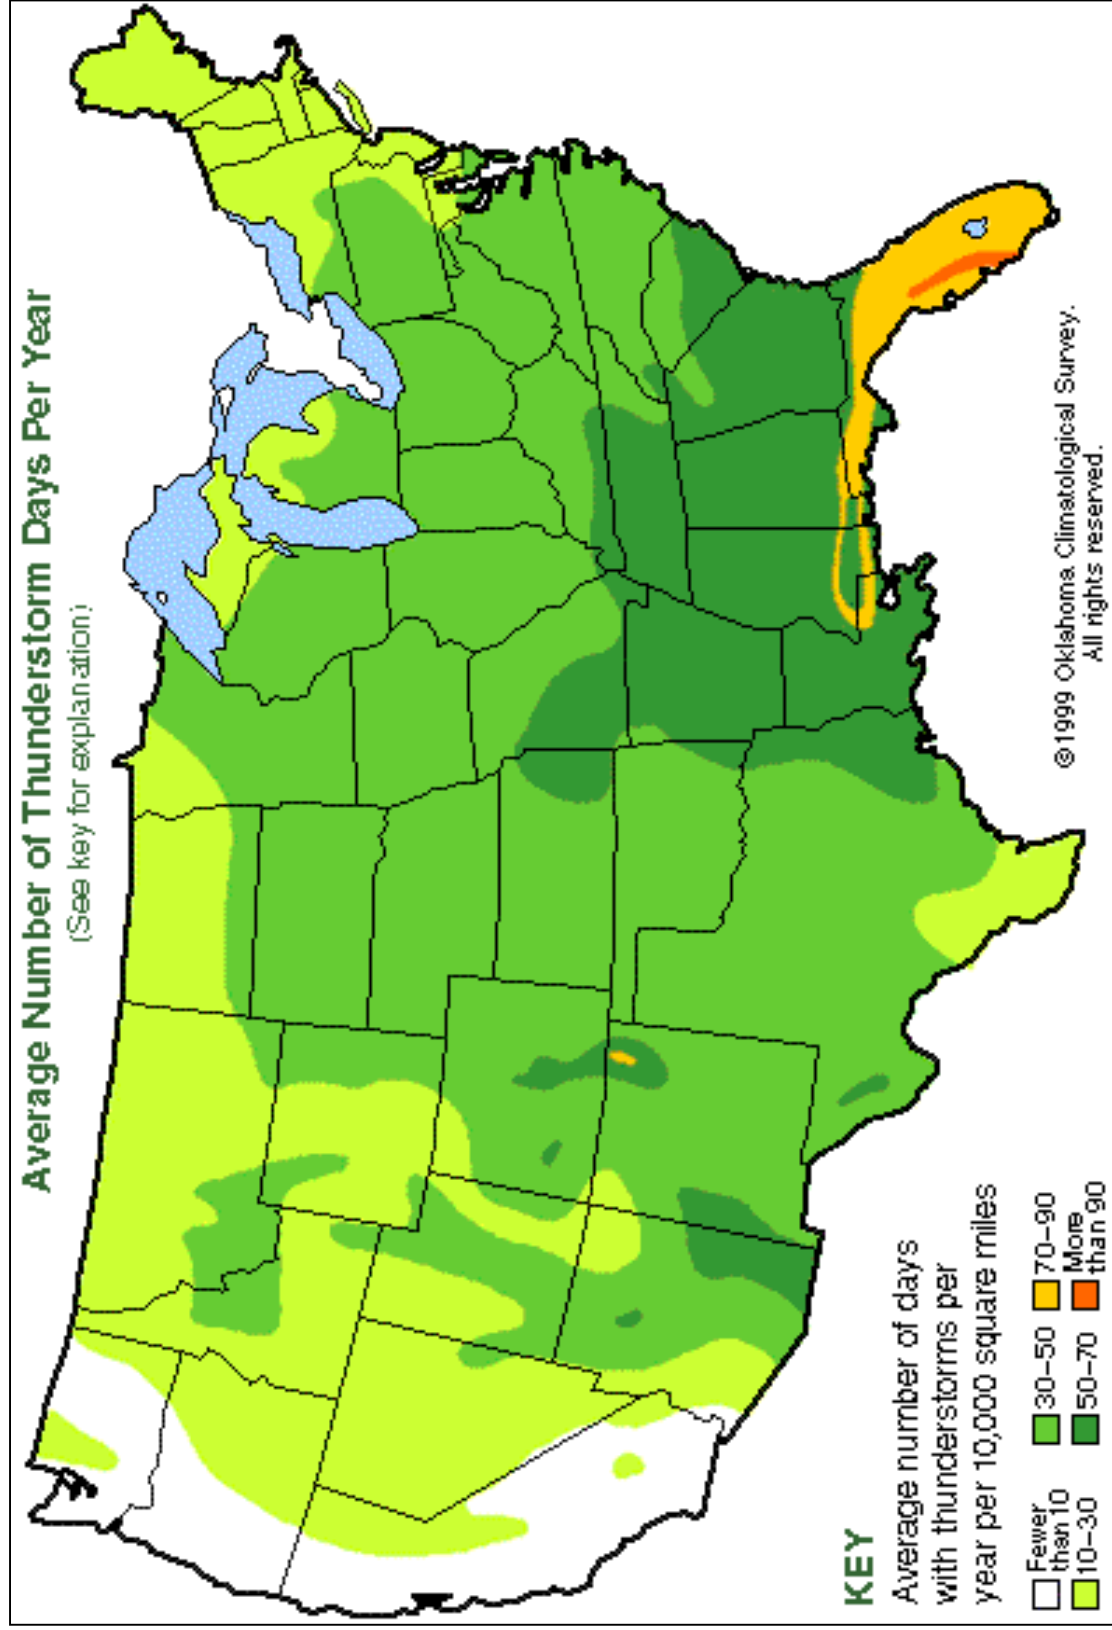 Average Number of Thunderstorm Days Per Year
(See key for explanation)
©1999 Oklahoma Climatological Survey.
All rights reserved.
KEY
Average number of days
with thunderstorms per
year per 10,000 square miles
Fewer
than 10
30–50
70–90
10–30
50–70
More
than 90